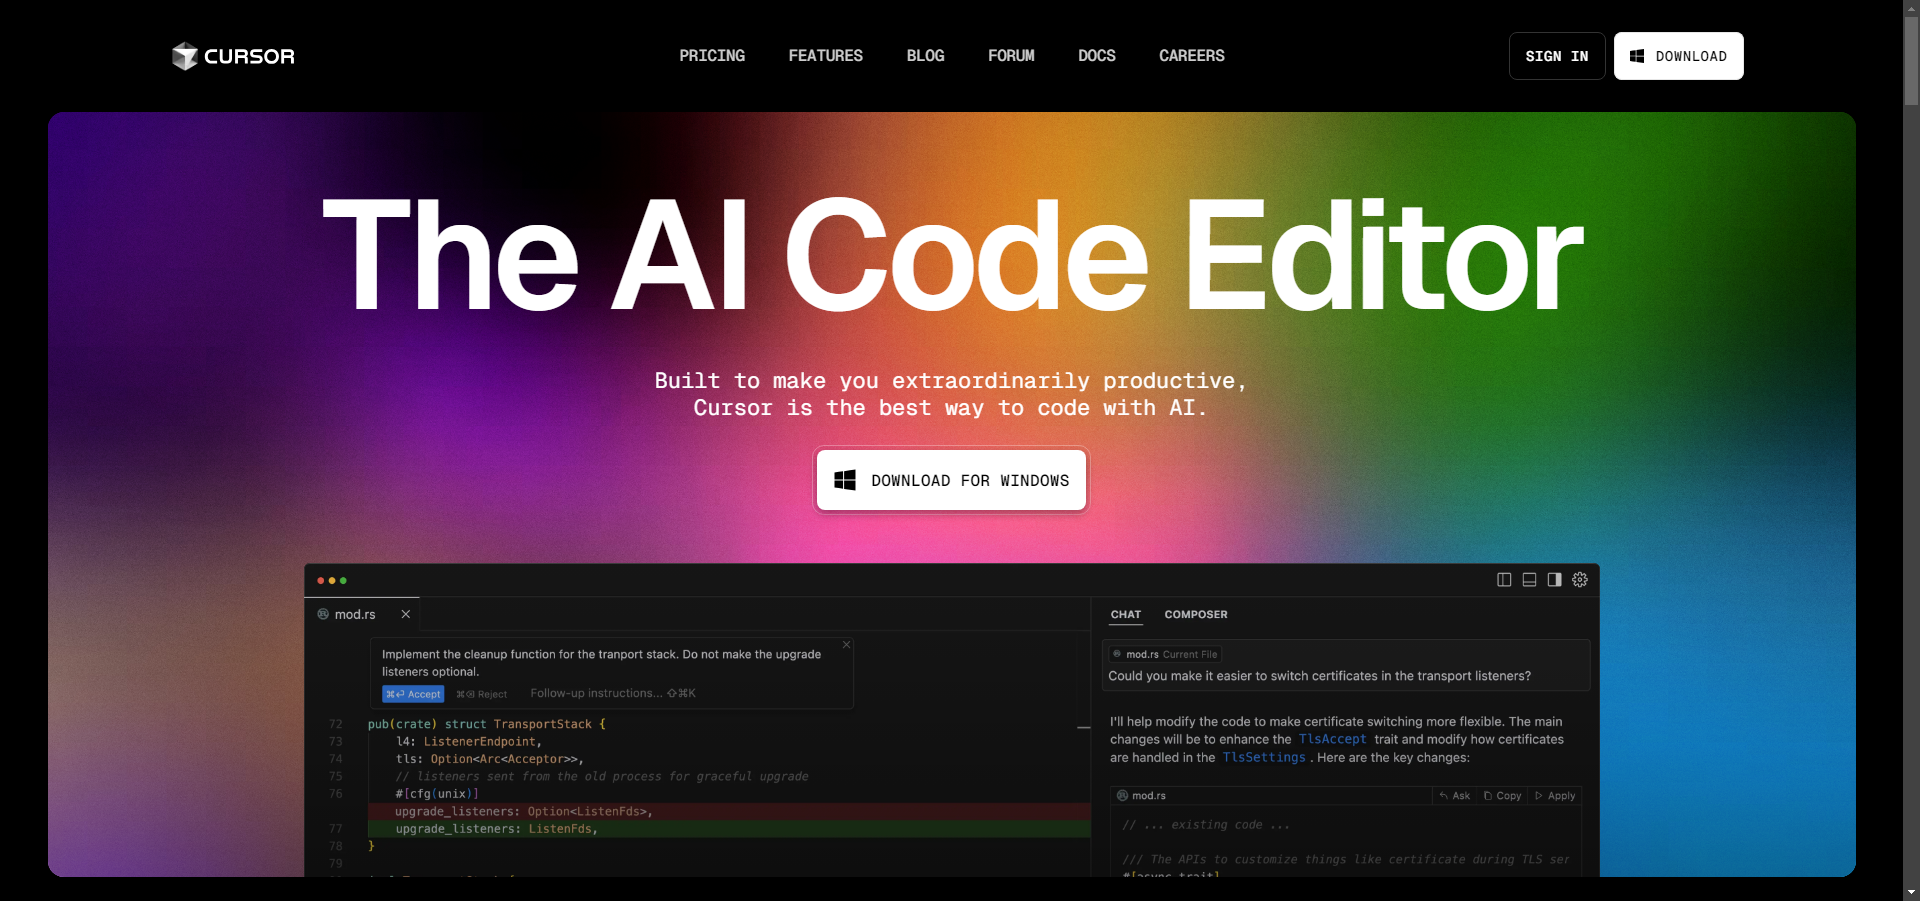 CURSOR
PRICING
FEATURES
BLOG
FORUM
DOCS
CAREERS
SIGN IN
DOWNLOAD
The AI Code Editor
Built to make you extraordinarily productive,
Cursor is the best way to code with AI.
DOWNLOAD FOR WINDOWS
mod.rs
Implement the cleanup function for the tranport stack. Do not make the upgrade
listeners optional.
⌘⏎ Accept ⌘⌫ Reject Follow-up instructions... ⇧⌘K
72 pub(crate) struct TransportStack {
73 l4: ListenerEndpoint,
74 tls: Option<Arc<Acceptor>>,
75 // listeners sent from the old process for graceful upgrade
76 #[cfg(unix)]
upgrade_listeners: Option<ListenFds>,
77 upgrade_listeners: ListenFds,
78 }
79
CHAT
COMPOSER
mod.rs Current File
Could you make it easier to switch certificates in the transport listeners?
I'll help modify the code to make certificate switching more flexible. The main
changes will be to enhance the TlsAccept trait and modify how certificates
are handled in the TlsSettings . Here are the key changes:
mod.rs
Ask
Copy
Apply
// ... existing code ...
/// The APIs to customize things like certificate during TLS ser
#[async_trait]